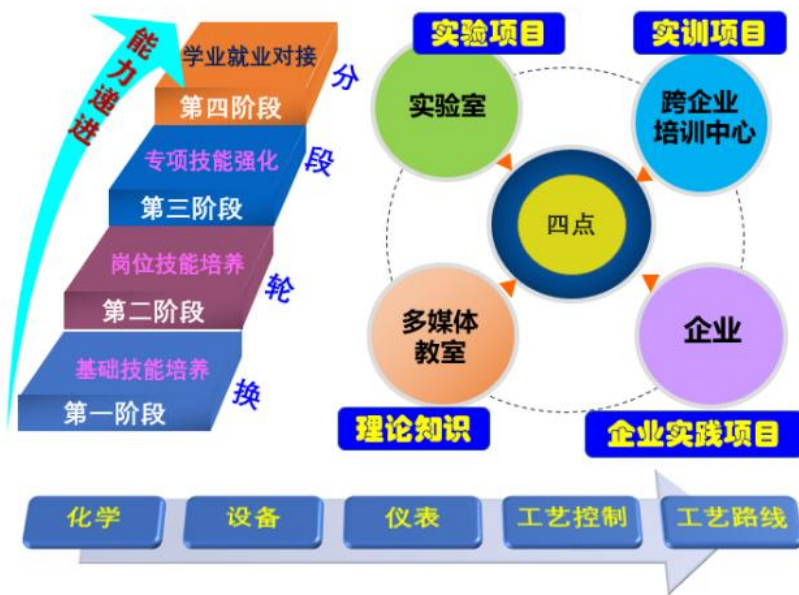 能力递进
学业就业对接
第四阶段
专项技能强化
第三阶段
岗位技能培养
第二阶段
基础技能培养
第一阶段
分段轮换
实验项目
实训项目
实验室
跨企业
培训中心
四点
多媒体
教室
企业
理论知识
企业实践项目
化学
设备
仪表
工艺控制
工艺路线